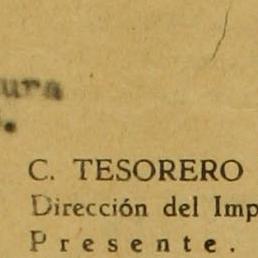 ura
C. TESORERO
Dirección del Imp
Presente.